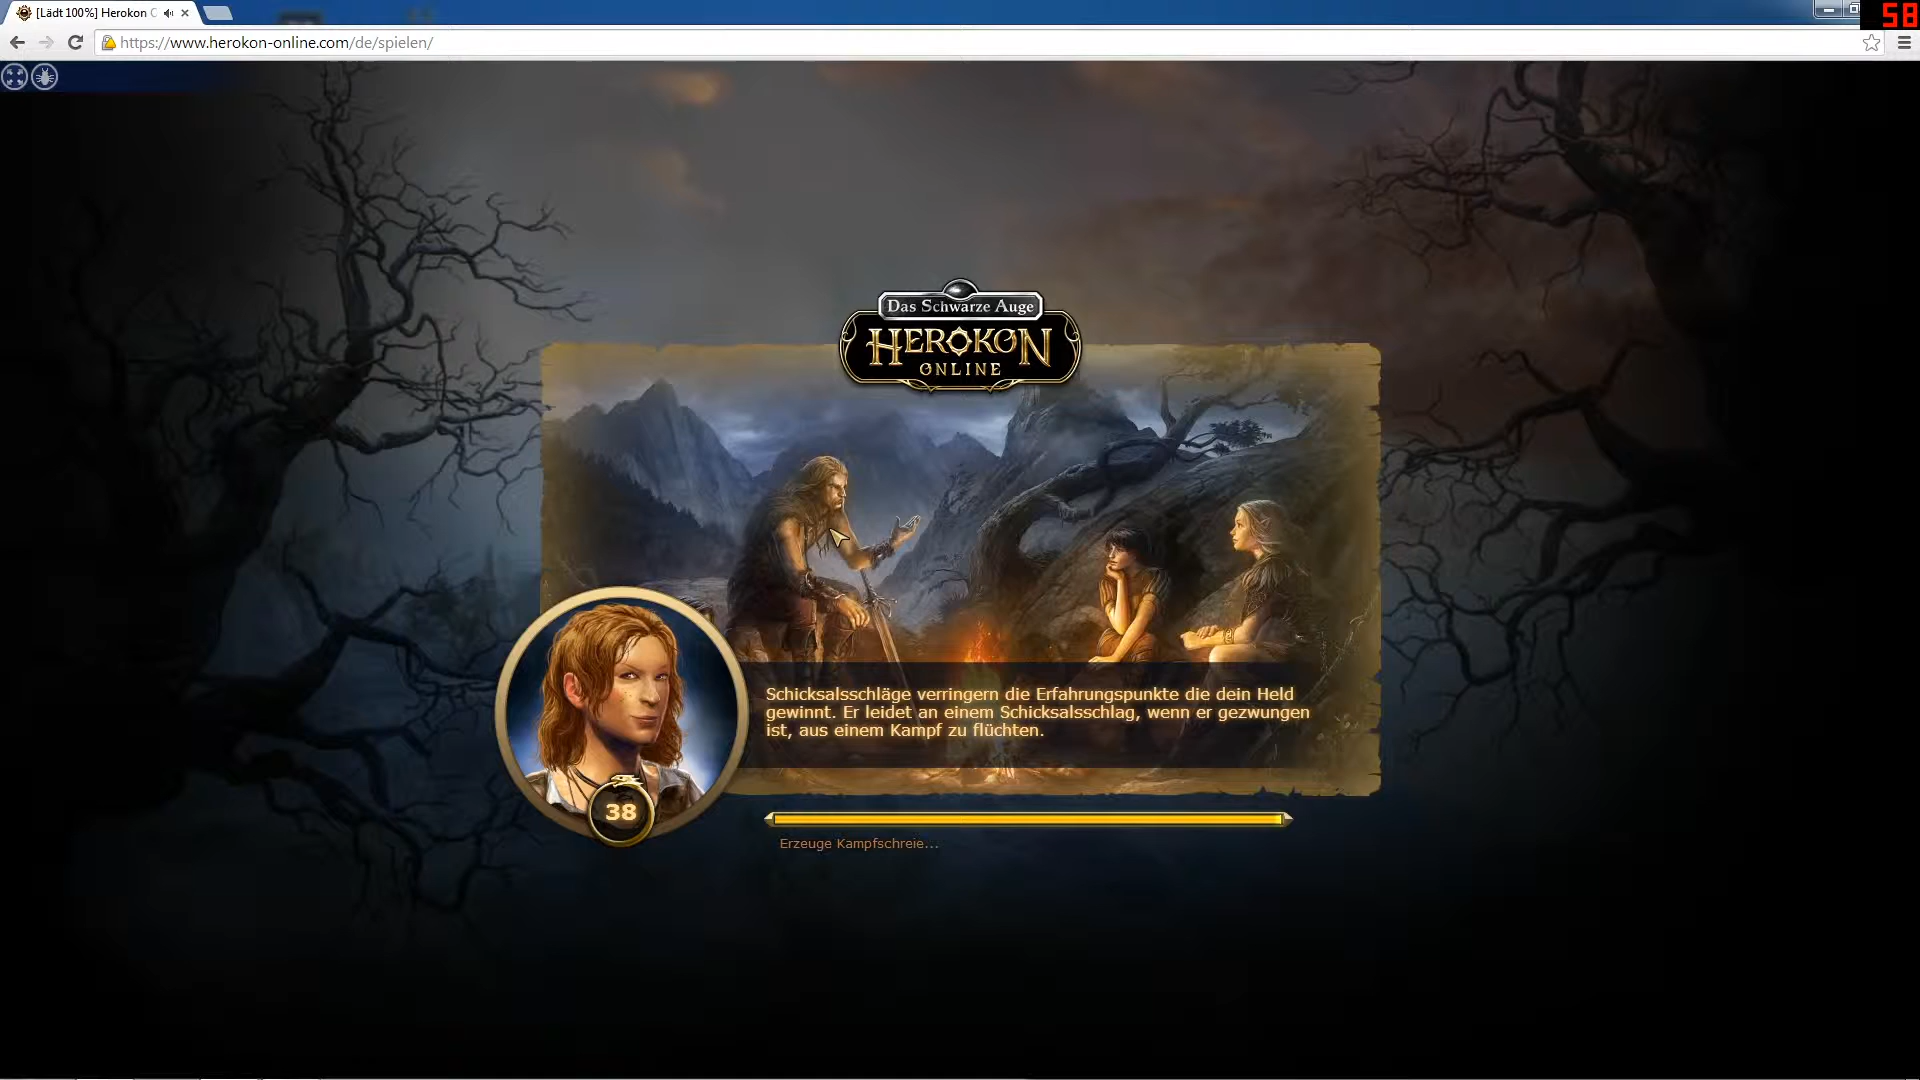 [Lädt 100%] Herokon O
58
https://www.herokon-online.com/de/spielen/
Das Schwarze Auge
HEROKON
ONLINE
Schicksalsschläge verringern die Erfahrungspunkte die dein Held
gewinnt. Er leidet an einem Schicksalsschlag, wenn er gezwungen
ist, aus einem Kampf zu flüchten.
38
Erzeuge Kampfschreie...